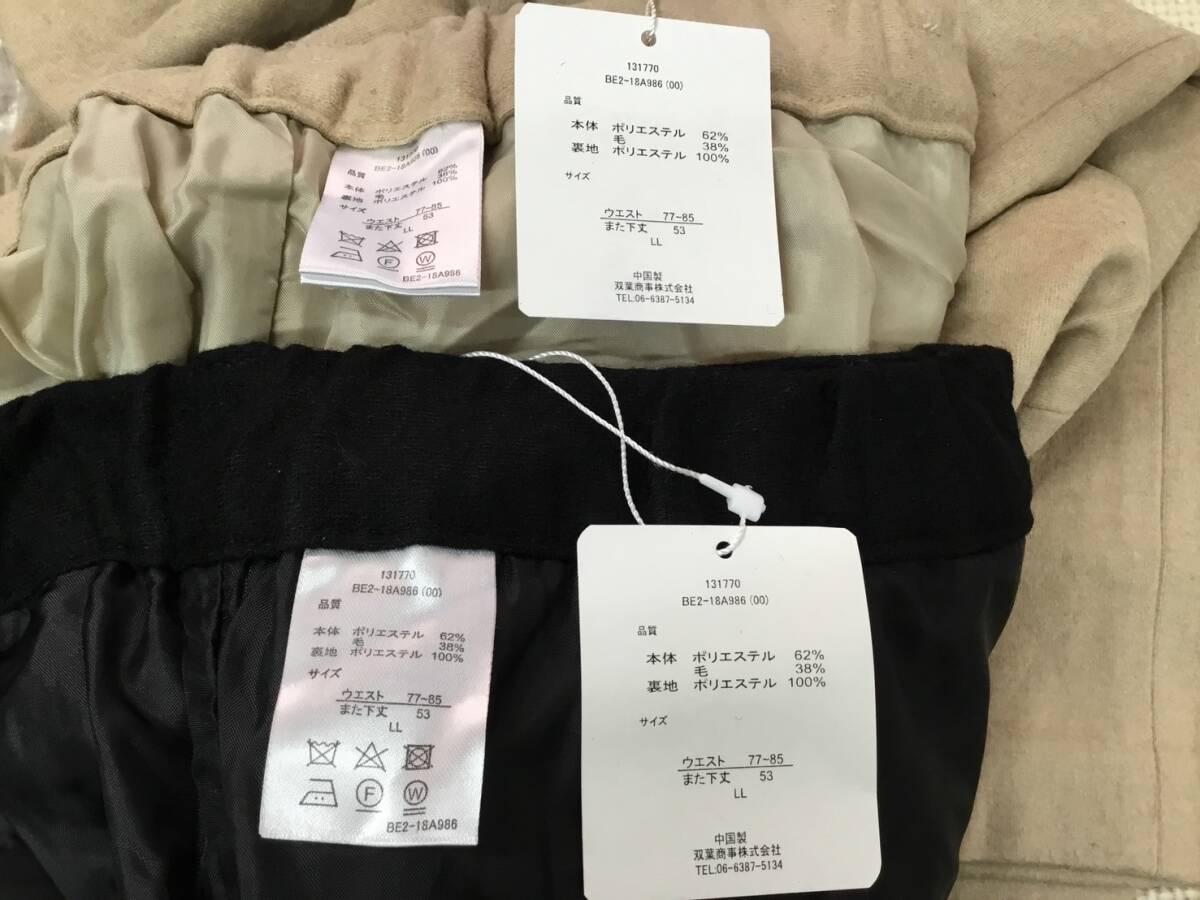 131770
BE2-18A986(00)
品質
本体 ポリエステル 62%
毛 38%
裏地 ポリエステル 100%
サイズ
ウエスト 77~85
また下丈 53
LL
中国製
双葉商事株式会社
TEL:06-6387-5134
BE2-18A986(00)
品質
本体 ポリエステル 62%
毛 38%
裏地 ポリエステル 100%
サイズ
ウエスト 77~85
また下丈 53
LL
F
W
BE2-18A986
131770
BE2-18A986(00)
品質
本体 ポリエステル 62%
毛 38%
裏地 ポリエステル 100%
サイズ
ウエスト 77~85
また下丈 53
LL
F
W
BE2-18A986
131770
BE2-18A986(00)
品質
本体 ポリエステル 62%
毛 38%
裏地 ポリエステル 100%
サイズ
ウエスト 77~85
また下丈 53
LL
中国製
双葉商事株式会社
TEL:06-6387-5134